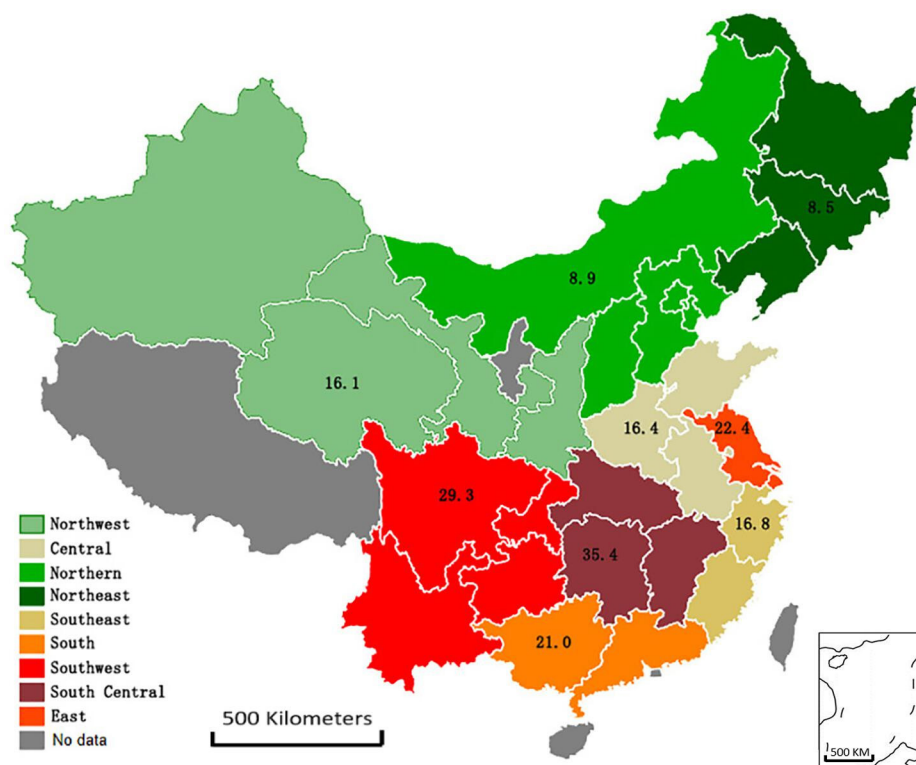 8.5
8.9
16.1
16.4
22.4
29.3
16.8
35.4
21.0
Northwest
Central
Northern
Northeast
Southeast
South
Southwest
South Central
East
No data
500 Kilometers
500 KM